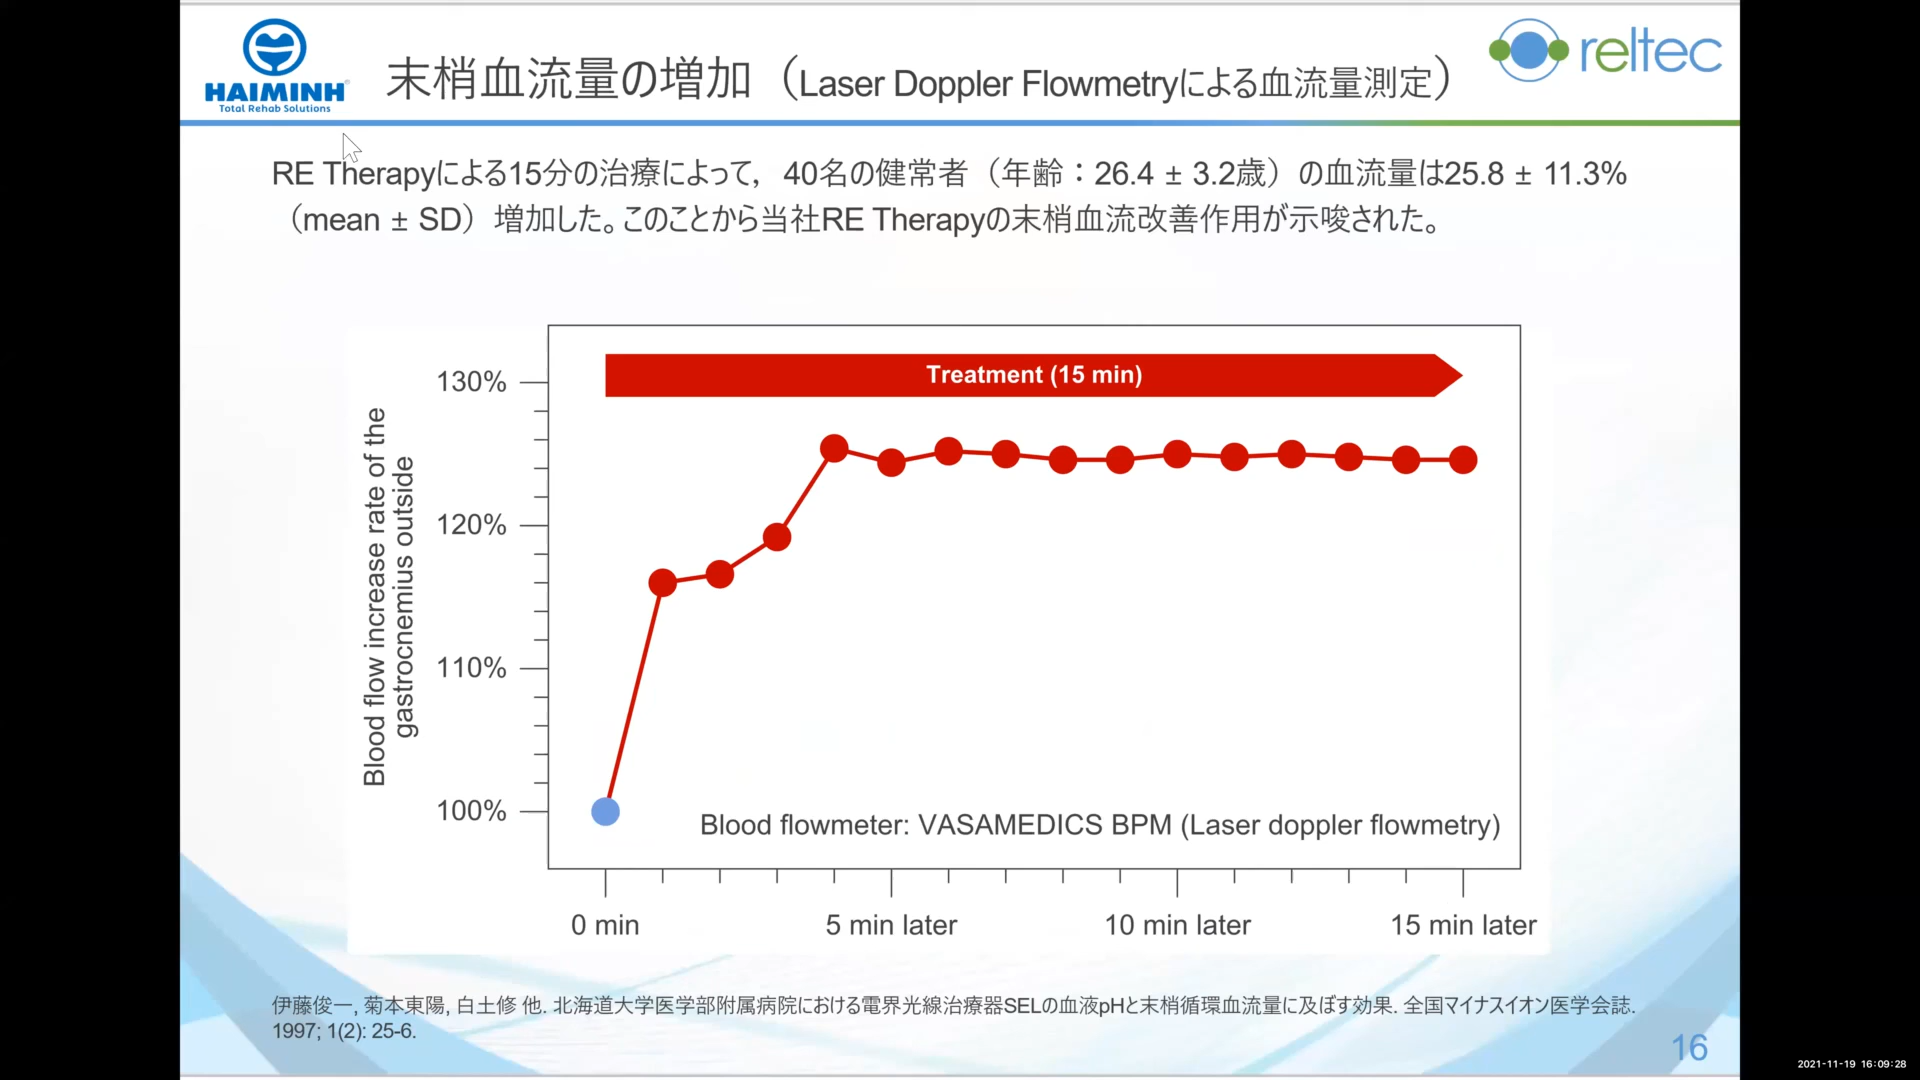 HAIMINH
Total Rehab Solutions
末梢血流量の増加（Laser Doppler Flowmetryによる血流量測定）
reltec
RE Therapyによる15分の治療によって，40名の健常者（年齢：26.4 ± 3.2歳）の血流量は25.8 ± 11.3%
（mean ± SD）増加した。このことから当社RE Therapyの末梢血流改善作用が示唆された。
Treatment (15 min)
Blood flow increase rate of the
gastrocnemius outside
130%
120%
110%
100%
Blood flowmeter: VASAMEDICS BPM (Laser doppler flowmetry)
0 min
5 min later
10 min later
15 min later
伊藤俊一, 菊本東陽, 白土修 他. 北海道大学医学部附属病院における電界光線治療器SELの血液pHと末梢循環血流量に及ぼす効果. 全国マイナスイオン医学会誌.
1997; 1(2): 25-6.
16
2021-11-19 16:09:28